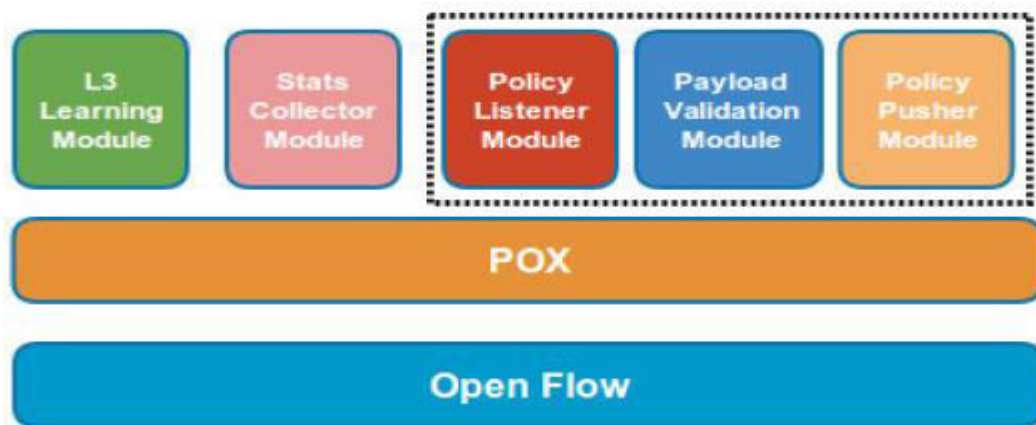 L3
Learning
Module
Stats
Collector
Module
Policy
Listener
Module
Payload
Validation
Module
Policy
Pusher
Module
POX
Open Flow